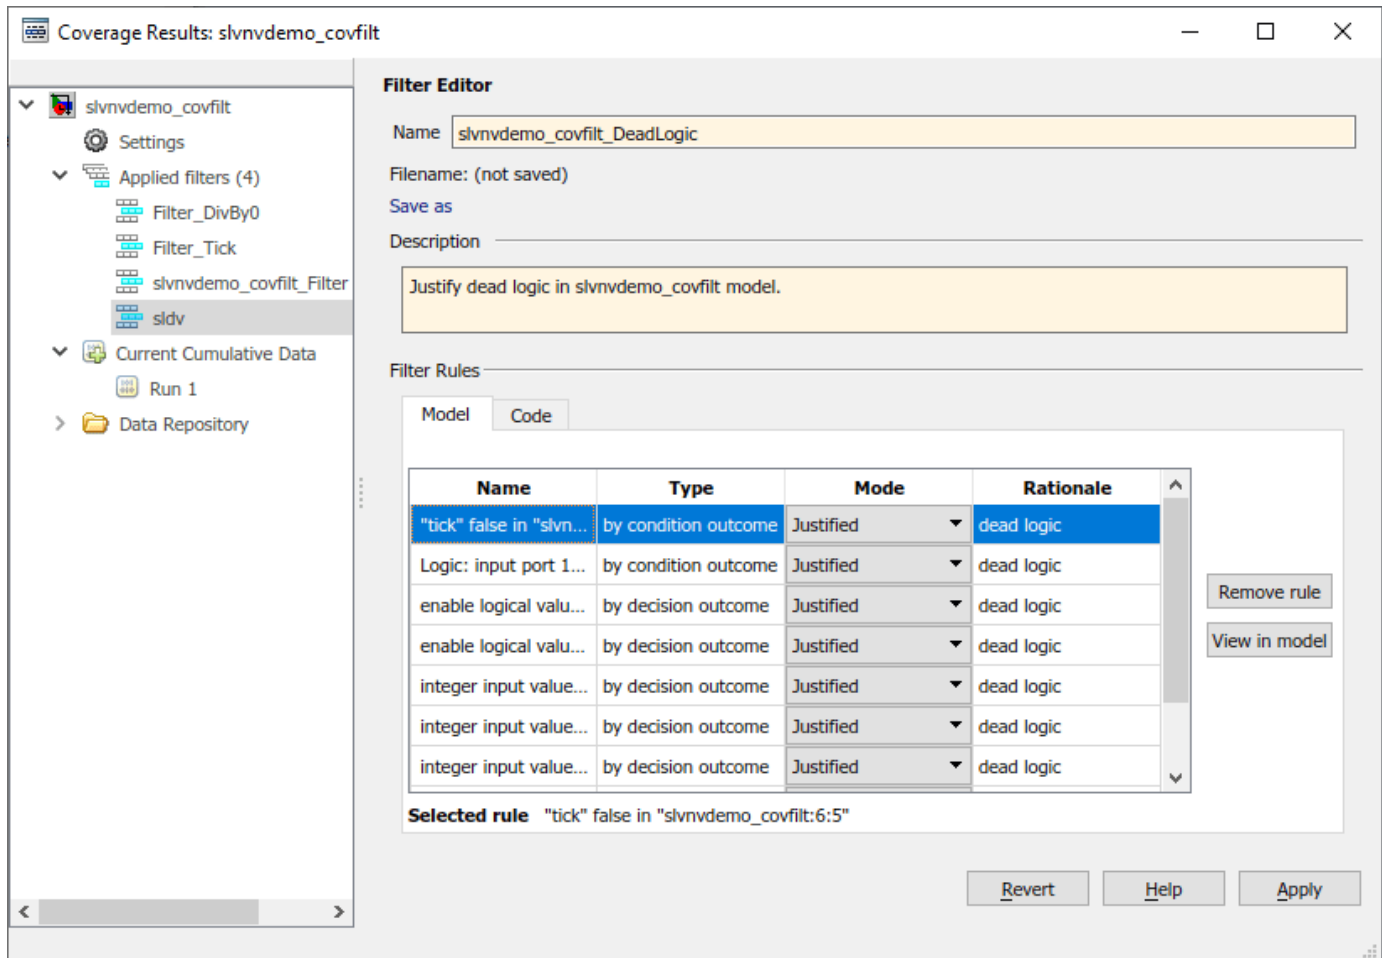 Coverage Results: slvnvdemo_covfilt
slvnvdemo_covfilt
Settings
Applied filters (4)
Filter_DivBy0
Filter_Tick
slvnvdemo_covfilt_Filter
sldv
Current Cumulative Data
Run 1
Data Repository
Filter Editor
Name slvnvdemo_covfilt_DeadLogic
Filename: (not saved)
Save as
Description
Justify dead logic in slvnvdemo_covfilt model.
Filter Rules
Model Code
Name Type Mode Rationale
"tick" false in "slvn... by condition outcome Justified dead logic
Logic: input port 1... by condition outcome Justified dead logic
enable logical valu... by decision outcome Justified dead logic
enable logical valu... by decision outcome Justified dead logic
integer input value... by decision outcome Justified dead logic
integer input value... by decision outcome Justified dead logic
integer input value... by decision outcome Justified dead logic
Remove rule
View in model
Selected rule "tick" false in "slvnvdemo_covfilt:6:5"
Revert Help Apply